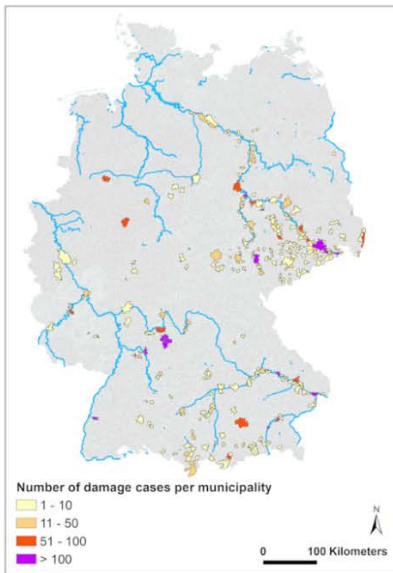 Number of damage cases per municipality
1 - 10
11 - 50
51 - 100
> 100
N
0 100 Kilometers